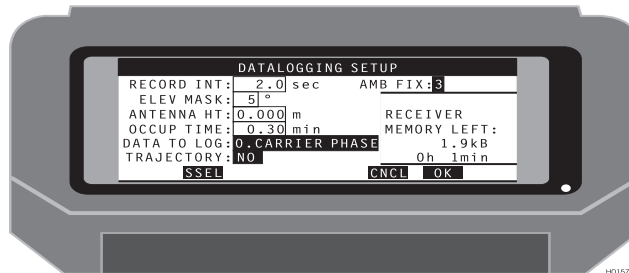 DATALOGGING SETUP
RECORD INT: 2.0 sec AMB FIX:3
ELEV MASK: 5 °
ANTENNA HT:0.000 m RECEIVER
OCCUP TIME: 0.30 min MEMORY LEFT:
DATA TO LOG:0.CARRIER PHASE 1.9kB
TRAJECTORY:NO 0h 1min
SSEL CNCL OK
H0157